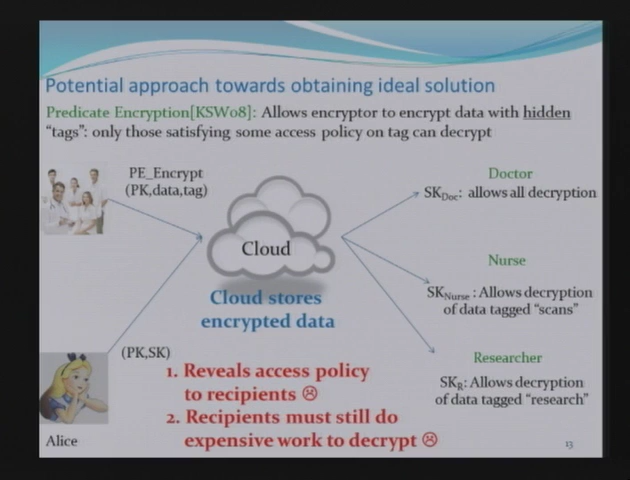 Potential approach towards obtaining ideal solution
Predicate Encryption[KSW08]: Allows encryptor to encrypt data with hidden
"tags": only those satisfying some access policy on tag can decrypt
PE_Encrypt
(PK,data,tag)
Cloud
Cloud stores
encrypted data
Doctor
SK_Doc: allows all decryption
Nurse
SK_Nurse : Allows decryption
of data tagged "scans"
Researcher
SK_R: Allows decryption
of data tagged "research"
(PK,SK)
Alice
1. Reveals access policy
to recipients ☹
2. Recipients must still do
expensive work to decrypt ☹
13